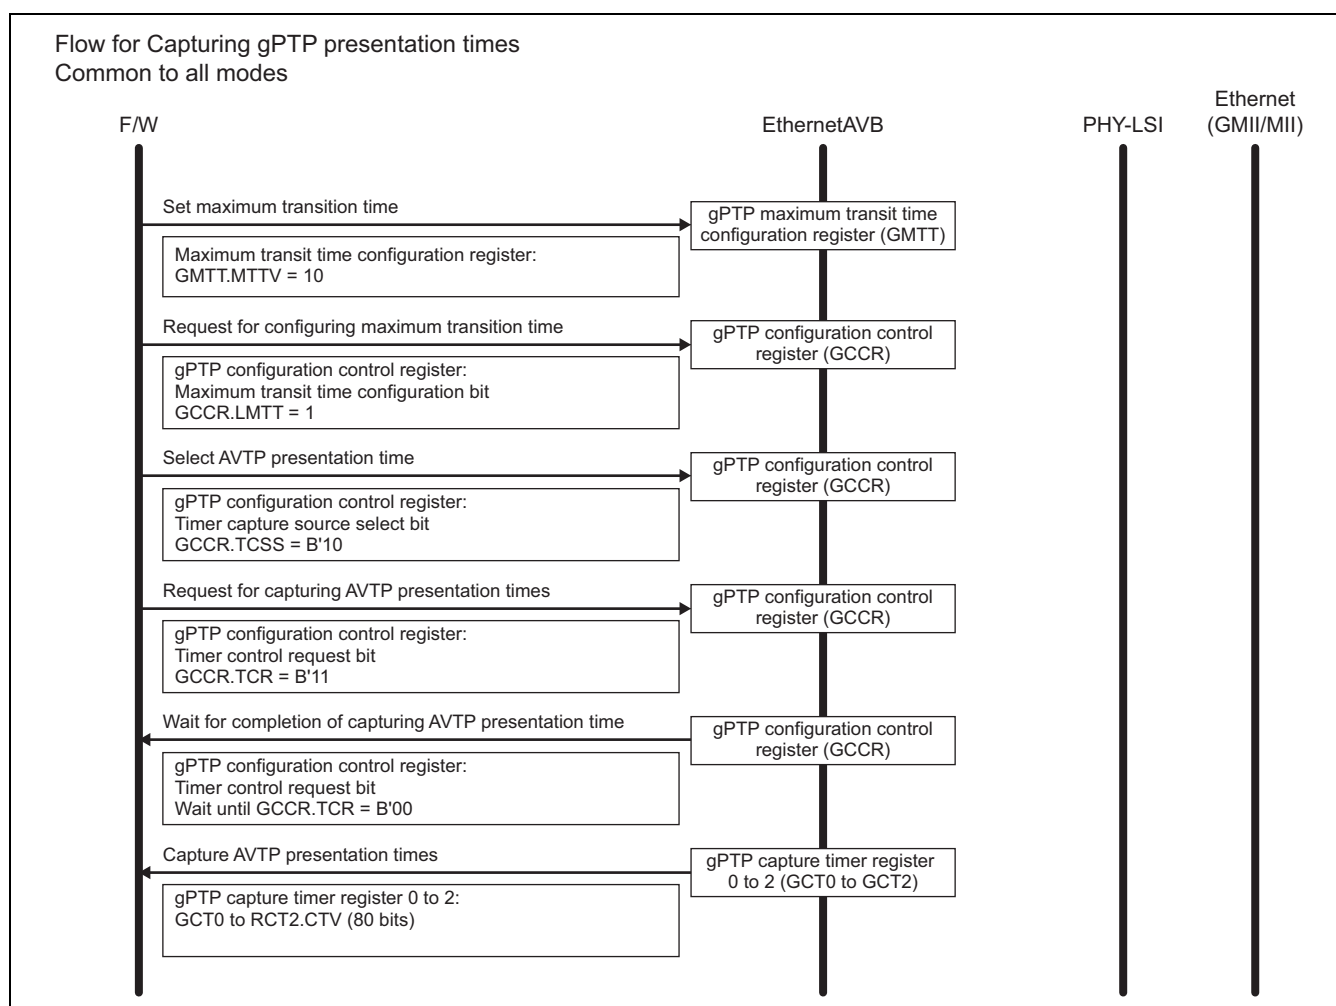 Flow for Capturing gPTP presentation times
Common to all modes
F/W
EthernetAVB
PHY-LSI
Ethernet
(GMII/MII)
Set maximum transition time
gPTP maximum transit time
configuration register (GMTT)
Maximum transit time configuration register:
GMTT.MTTV = 10
Request for configuring maximum transition time
gPTP configuration control
register (GCCR)
gPTP configuration control register:
Maximum transit time configuration bit
GCCR.LMTT = 1
Select AVTP presentation time
gPTP configuration control
register (GCCR)
gPTP configuration control register:
Timer capture source select bit
GCCR.TCSS = B'10
Request for capturing AVTP presentation times
gPTP configuration control
register (GCCR)
gPTP configuration control register:
Timer control request bit
GCCR.TCR = B'11
Wait for completion of capturing AVTP presentation time
gPTP configuration control
register (GCCR)
gPTP configuration control register:
Timer control request bit
Wait until GCCR.TCR = B'00
Capture AVTP presentation times
gPTP capture timer register
0 to 2 (GCT0 to GCT2)
gPTP capture timer register 0 to 2:
GCT0 to RCT2.CTV (80 bits)